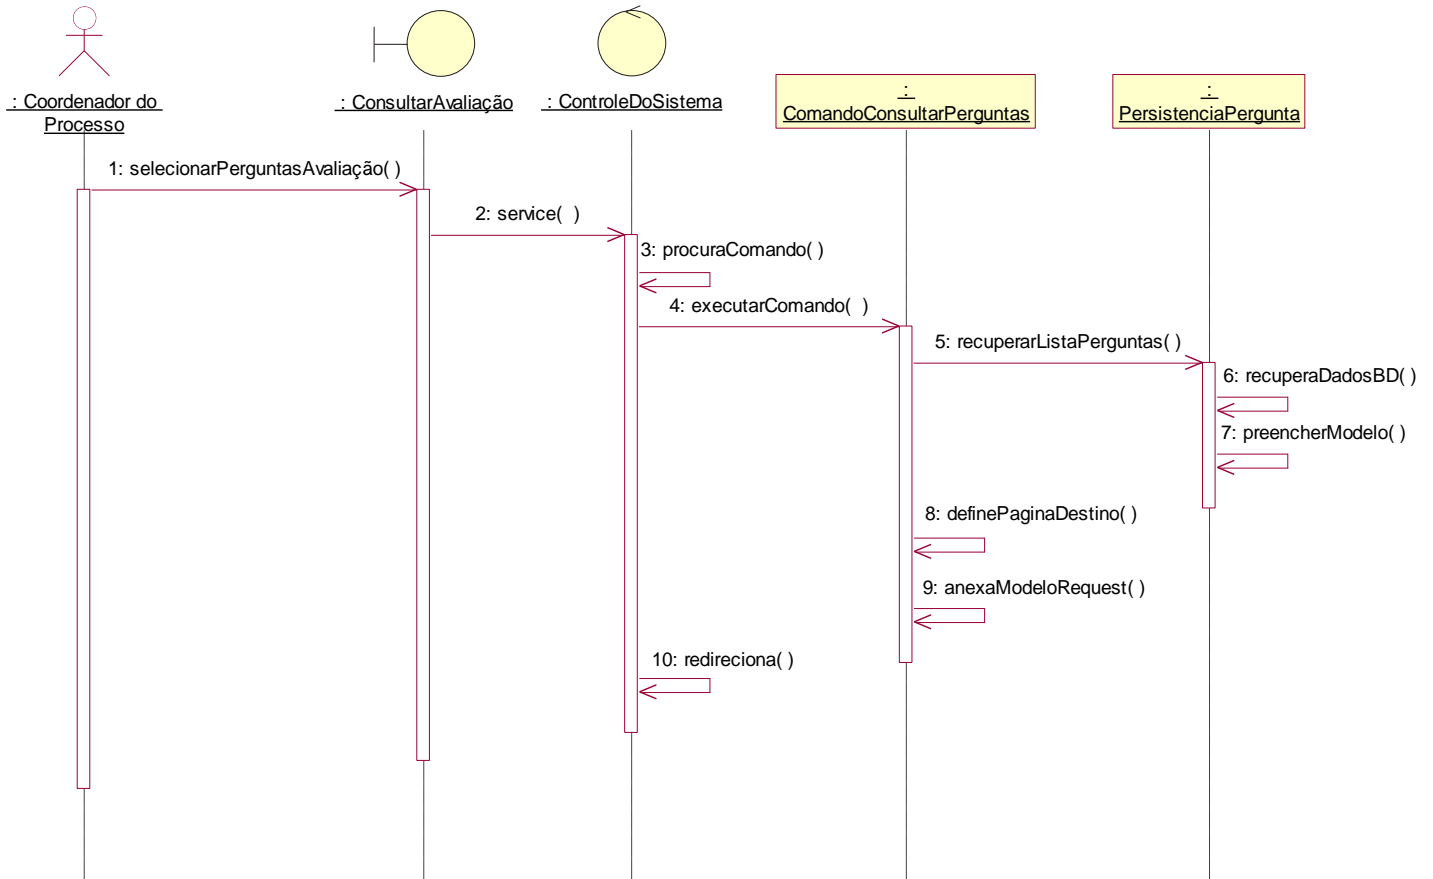 : Coordenador do
Processo
: ConsultarAvaliação
: ControleDoSistema
:
ComandoConsultarPerguntas
:
PersistenciaPergunta
1: selecionarPerguntasAvaliação( )
2: service(  )
3: procuraComando( )
4: executarComando(  )
5: recuperarListaPerguntas( )
6: recuperaDadosBD( )
7: preencherModelo( )
8: definePaginaDestino( )
9: anexaModeloRequest( )
10: redireciona( )